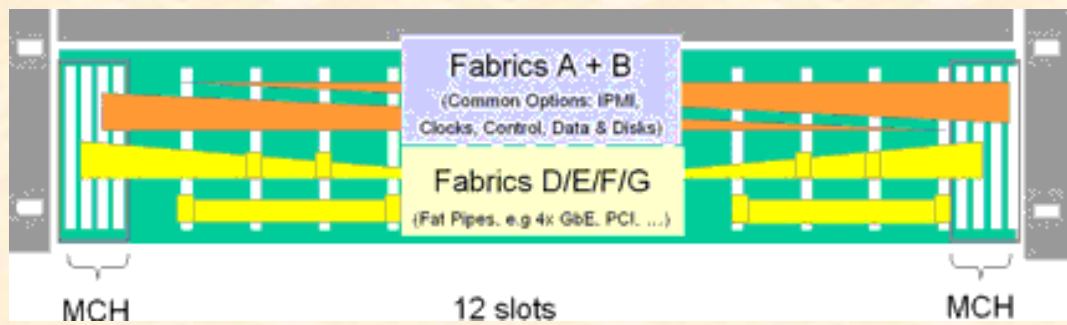 Fabrics A + B
(Common Options: IPMI,
Clocks, Control, Data & Disks)
Fabrics D/E/F/G
(Fat Pipes, e.g 4x GbE, PCI, ...)
MCH
12 slots
MCH